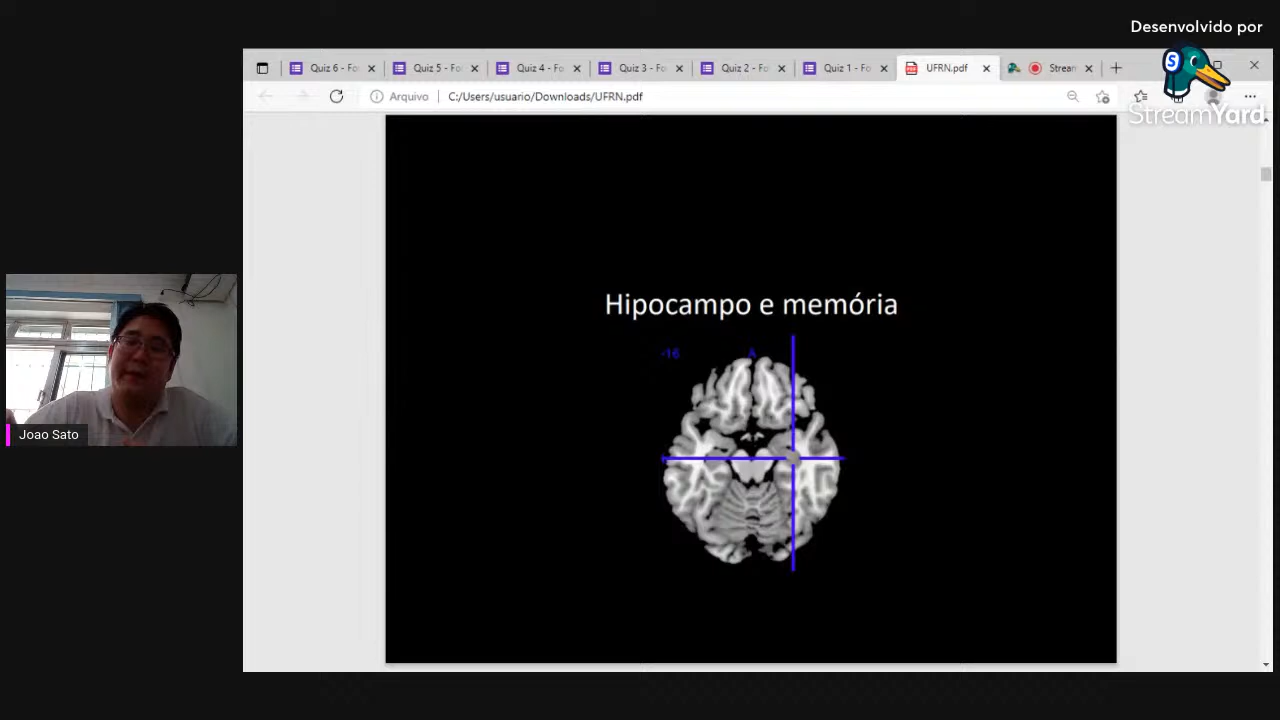 Desenvolvido por
StreamYard
Quiz 6 - Fo
Quiz 5 - Fo
Quiz 4 - Fo
Quiz 3 - Fo
Quiz 2 - Fo
Quiz 1 - Fo
UFRN.pdf
Stream
Arquivo
C:/Users/usuario/Downloads/UFRN.pdf
Hipocampo e memória
-16
A
Joao Sato